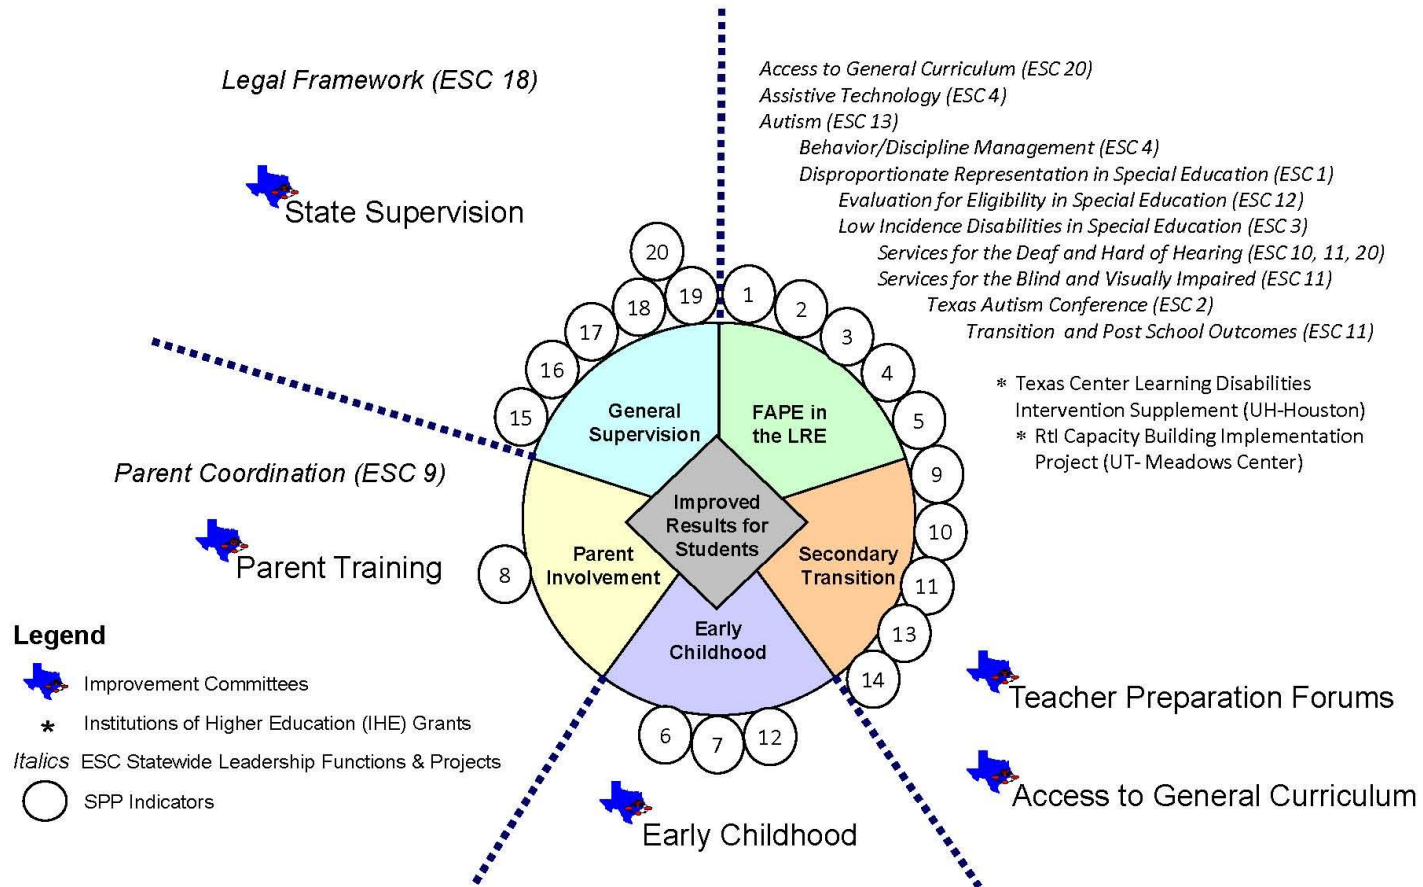 Legal Framework (ESC 18)
State Supervision
Access to General Curriculum (ESC 20)
Assistive Technology (ESC 4)
Autism (ESC 13)
Behavior/Discipline Management (ESC 4)
Disproportionate Representation in Special Education (ESC 1)
Evaluation for Eligibility in Special Education (ESC 12)
Low Incidence Disabilities in Special Education (ESC 3)
Services for the Deaf and Hard of Hearing (ESC 10, 11, 20)
Services for the Blind and Visually Impaired (ESC 11)
Texas Autism Conference (ESC 2)
Transition and Post School Outcomes (ESC 11)
* Texas Center Learning Disabilities
Intervention Supplement (UH-Houston)
* RtI Capacity Building Implementation
Project (UT- Meadows Center)
20
19
18
17
16
15
1
2
3
4
5
9
10
11
13
14
General
Supervision
FAPE in
the LRE
Improved
Results for
Students
Parent
Involvement
Secondary
Transition
Early
Childhood
Parent Coordination (ESC 9)
Parent Training
8
6
7
12
Early Childhood
Teacher Preparation Forums
Access to General Curriculum
Legend
Improvement Committees
* Institutions of Higher Education (IHE) Grants
Italics ESC Statewide Leadership Functions & Projects
SPP Indicators